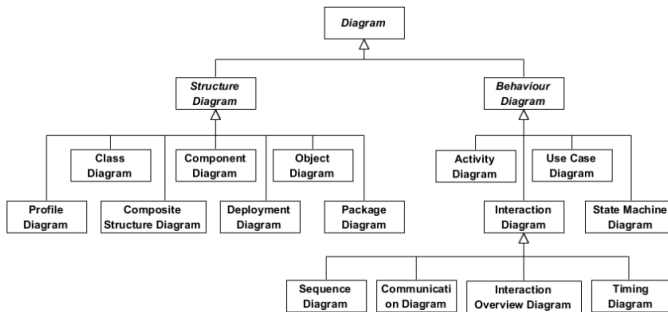 Diagram
Structure
Diagram
Behaviour
Diagram
Class
Diagram
Component
Diagram
Object
Diagram
Activity
Diagram
Use Case
Diagram
Profile
Diagram
Composite
Structure Diagram
Deployment
Diagram
Package
Diagram
Interaction
Diagram
State Machine
Diagram
Sequence
Diagram
Communicati
on Diagram
Interaction
Overview Diagram
Timing
Diagram